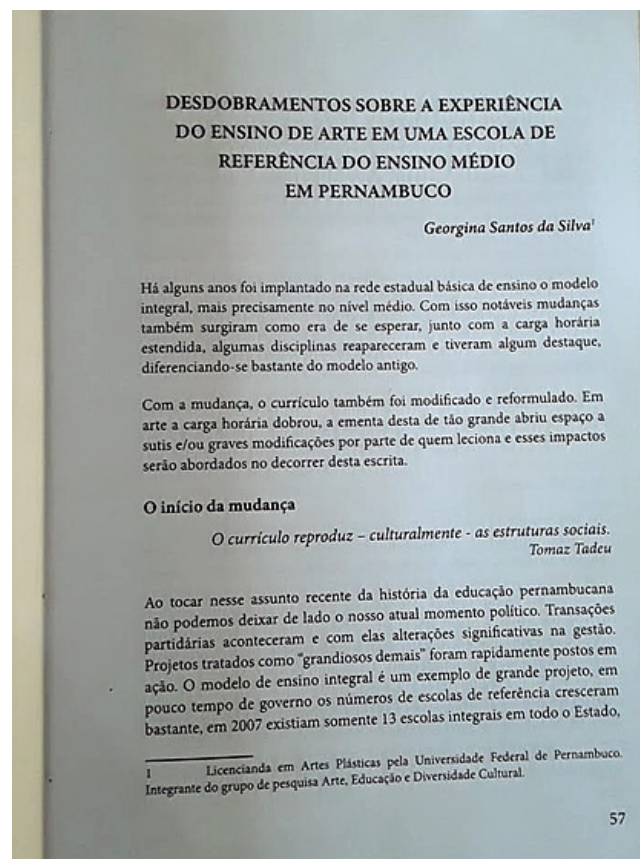 DESDOBRAMENTOS SOBRE A EXPERIÊNCIA
DO ENSINO DE ARTE EM UMA ESCOLA DE
REFERÊNCIA DO ENSINO MÉDIO
EM PERNAMBUCO
Georgina Santos da Silva¹
Há alguns anos foi implantado na rede estadual básica de ensino o modelo
integral, mais precisamente no nível médio. Com isso notáveis mudanças
também surgiram como era de se esperar, junto com a carga horária
estendida, algumas disciplinas reapareceram e tiveram algum destaque,
diferenciando-se bastante do modelo antigo.
Com a mudança, o currículo também foi modificado e reformulado. Em
arte a carga horária dobrou, a ementa desta de tão grande abriu espaço a
sutis e/ou graves modificações por parte de quem leciona e esses impactos
serão abordados no decorrer desta escrita.
O início da mudança
O currículo reproduz – culturalmente - as estruturas sociais.
Tomaz Tadeu
Ao tocar nesse assunto recente da história da educação pernambucana
não podemos deixar de lado o nosso atual momento político. Transações
partidárias aconteceram e com elas alterações significativas na gestão.
Projetos tratados como "grandiosos demais" foram rapidamente postos em
ação. O modelo de ensino integral é um exemplo de grande projeto, em
pouco tempo de governo os números de escolas de referência cresceram
bastante, em 2007 existiam somente 13 escolas integrais em todo o Estado,
1 Licencianda em Artes Plásticas pela Universidade Federal de Pernambuco.
Integrante do grupo de pesquisa Arte, Educação e Diversidade Cultural.
57